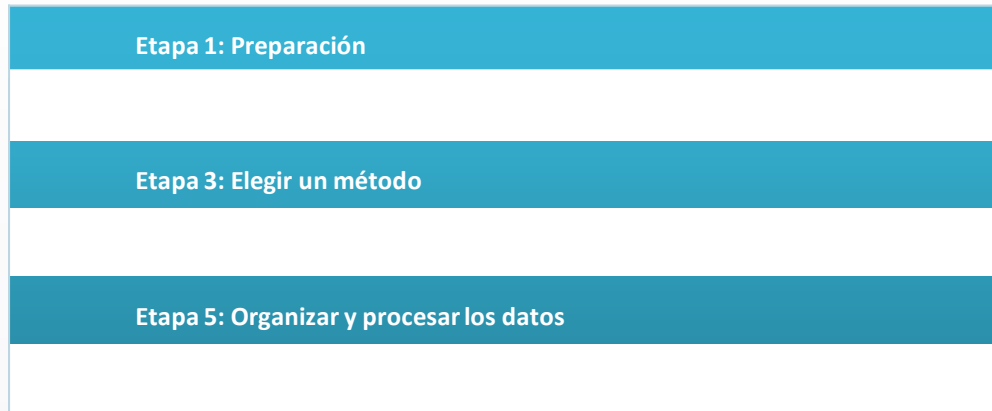 Etapa 1: Preparación
Etapa 3: Elegir un método
Etapa 5: Organizar y procesar los datos